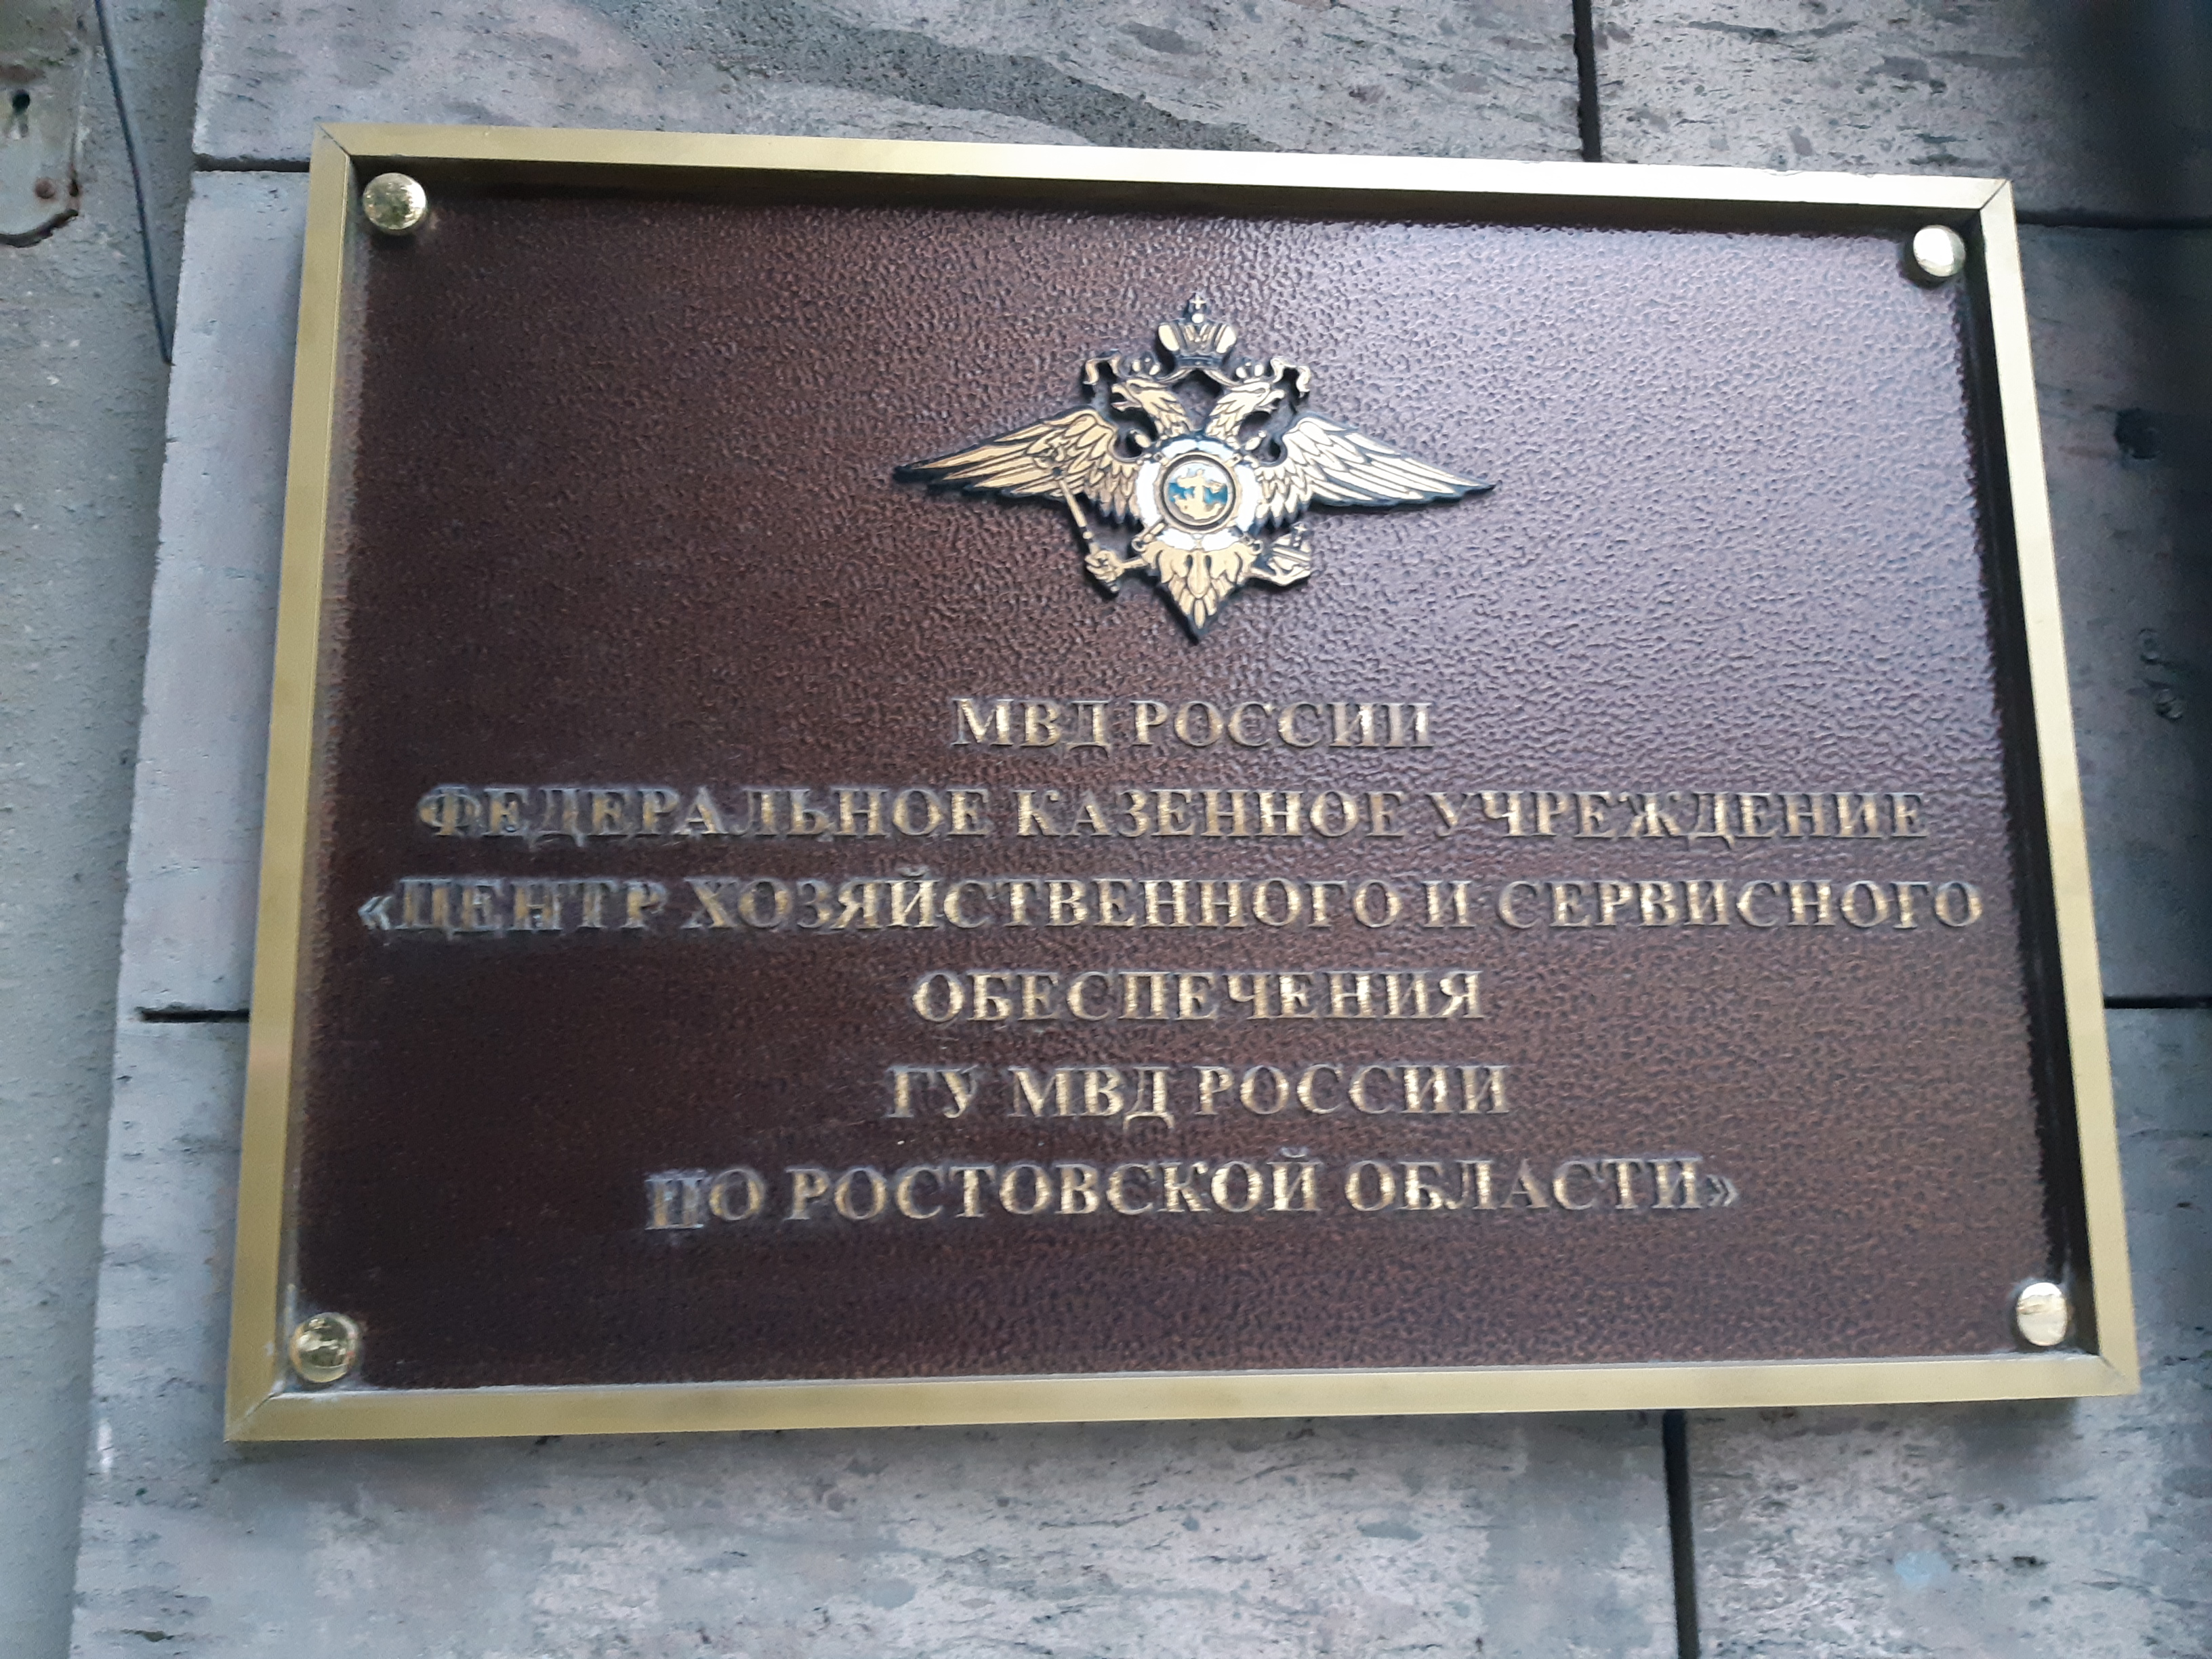 МВД РОССИИ
ФЕДЕРАЛЬНОЕ КАЗЕННОЕ УЧРЕЖДЕНИЕ
«ЦЕНТР ХОЗЯЙСТВЕННОГО И СЕРВИСНОГО
ОБЕСПЕЧЕНИЯ
ГУ МВД РОССИИ
ПО РОСТОВСКОЙ ОБЛАСТИ»